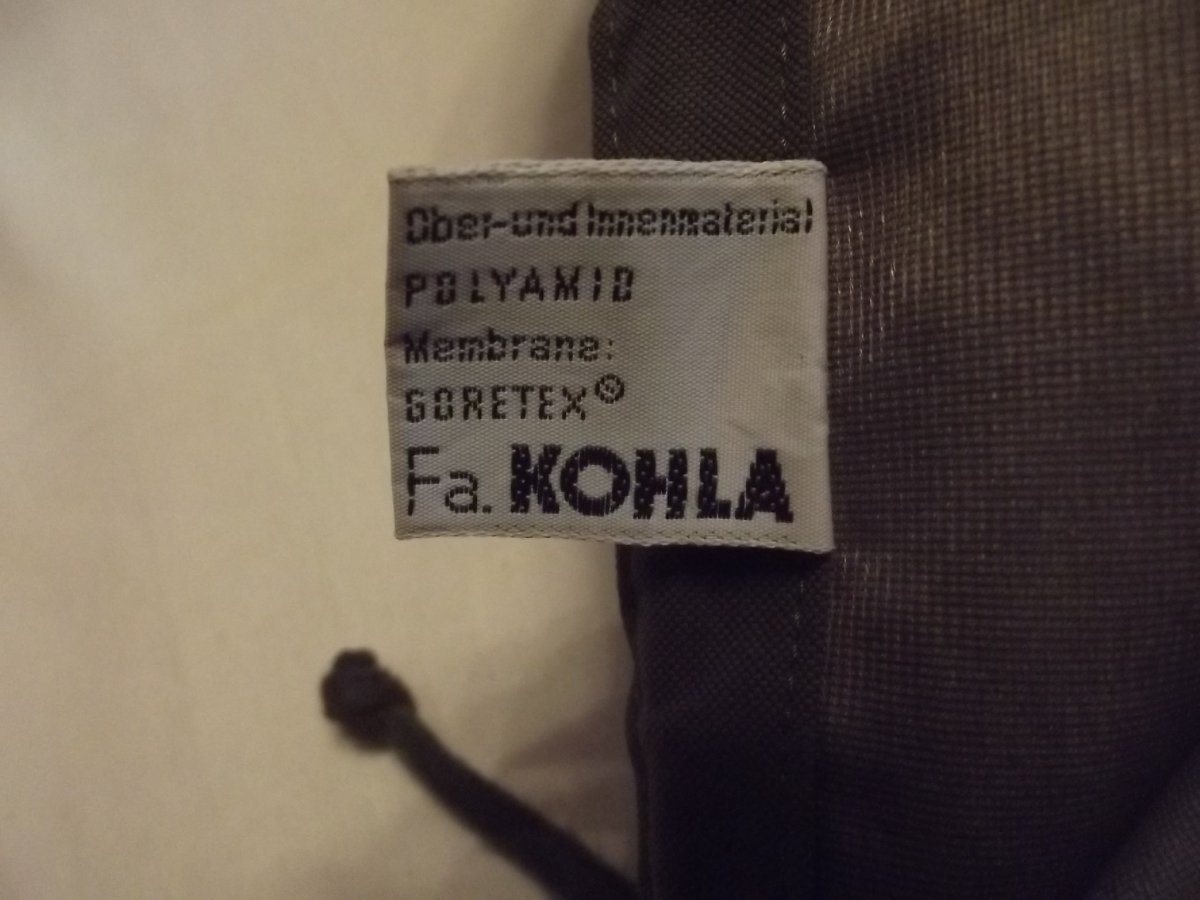 Ober-und Innenmaterial
POLYAMID
Membrane:
GORETEX®
Fa. KOHLA